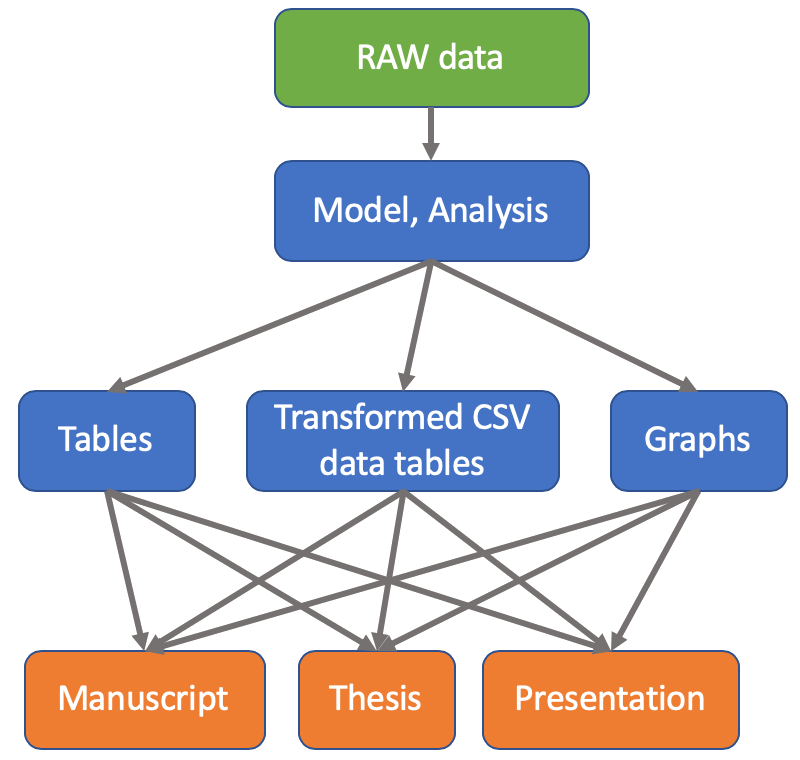 RAW data
Model, Analysis
Tables
Transformed CSV
data tables
Graphs
Manuscript
Thesis
Presentation